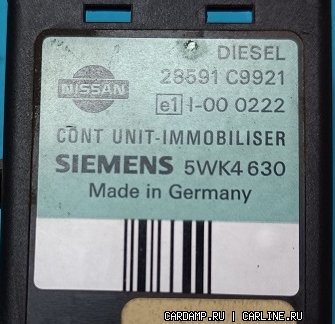 DIESEL
NISSAN
28591 C9921
e1 I-00 0222
CONT UNIT-IMMOBILISER
SIEMENS 5WK4 630
Made in Germany
CARDAMP.RU | CARLINE.RU